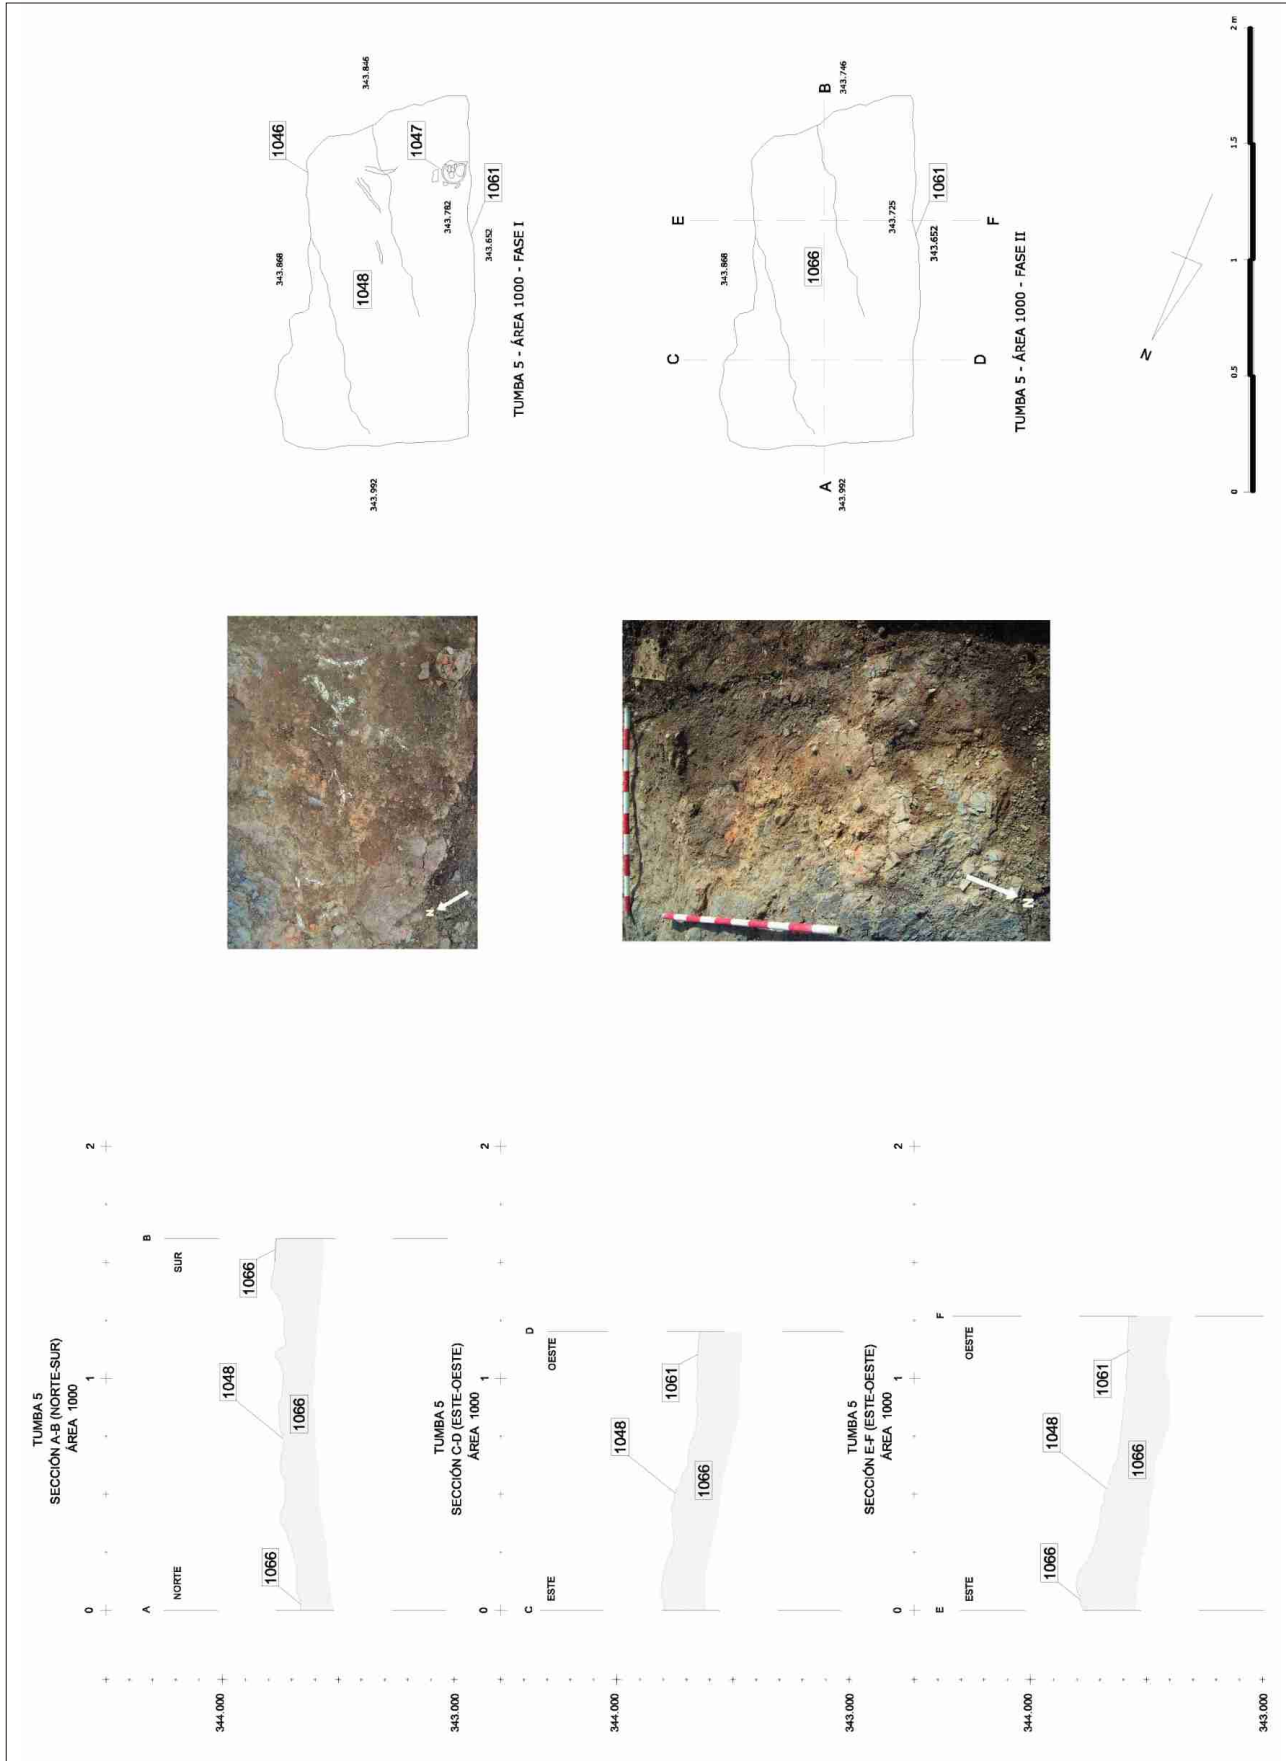 TUMBA 5
SECCIÓN A-B (NORTE-SUR)
ÁREA 1000
0
1
2
A
NORTE
B
SUR
1066
1048
1066
1066
344.000
343.000
TUMBA 5
SECCIÓN C-D (ESTE-OESTE)
ÁREA 1000
0
1
2
C
ESTE
D
OESTE
1048
1066
1061
344.000
343.000
TUMBA 5
SECCIÓN E-F (ESTE-OESTE)
ÁREA 1000
0
1
2
E
ESTE
F
OESTE
1066
1048
1066
1061
344.000
343.000
N
N
343.846
1046
1047
1061
343.782
343.652
343.868
1048
343.992
TUMBA 5 - ÁREA 1000 - FASE I
B
343.746
E
F
1061
343.725
343.652
343.868
1066
C
D
A
343.992
TUMBA 5 - ÁREA 1000 - FASE II
N
0
0.5
1
1.5
2 m